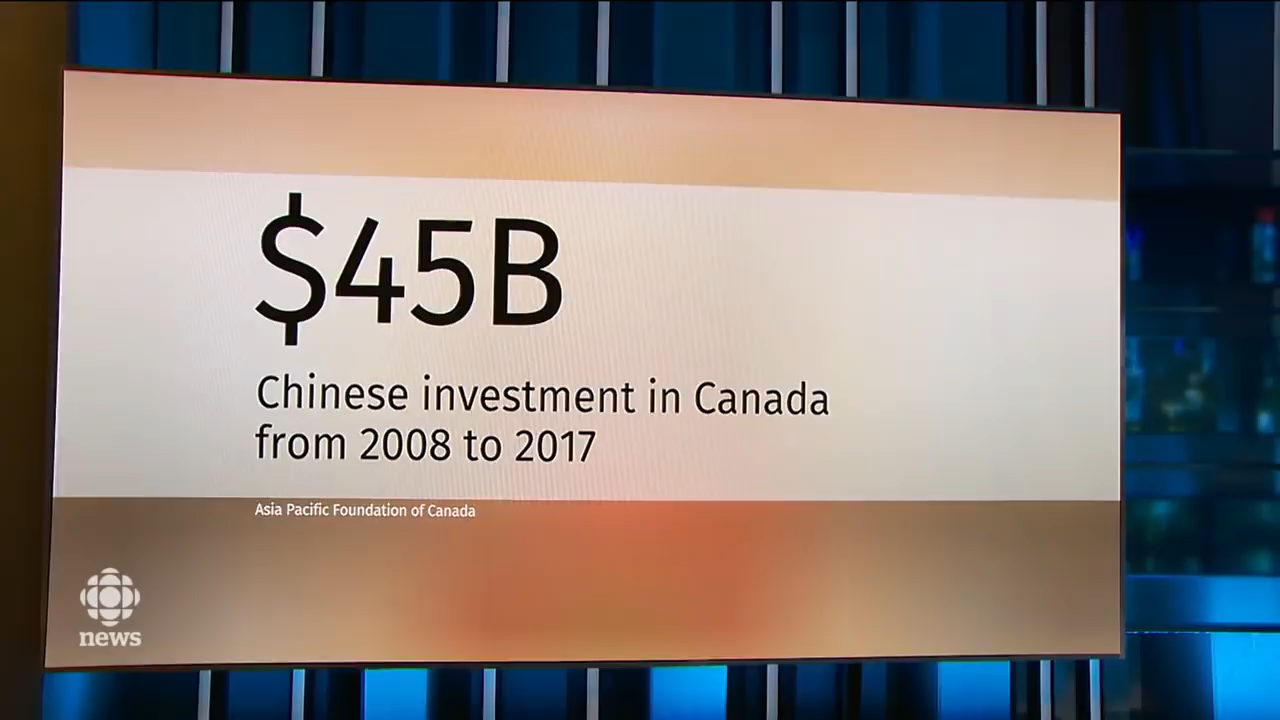 $45B
Chinese investment in Canada
from 2008 to 2017
Asia Pacific Foundation of Canada
news